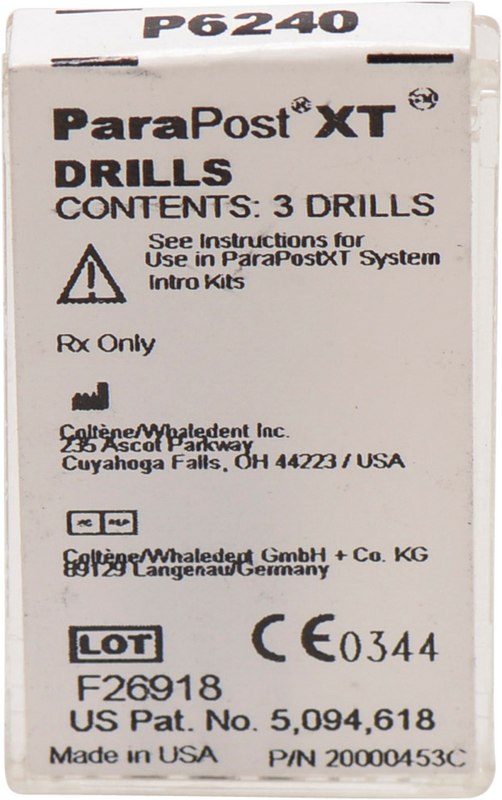 P6240
ParaPost® XT
DRILLS
CONTENTS: 3 DRILLS
See Instructions for
Use in ParaPostXT System
Intro Kits
Rx Only
Coltène/Whaledent Inc.
235 Ascot Parkway
Cuyahoga Falls, OH 44223 / USA
Coltène/Whaledent GmbH + Co. KG
89129 Langenau/Germany
LOT CE0344
F26918
US Pat. No. 5,094,618
Made in USA P/N 20000453C